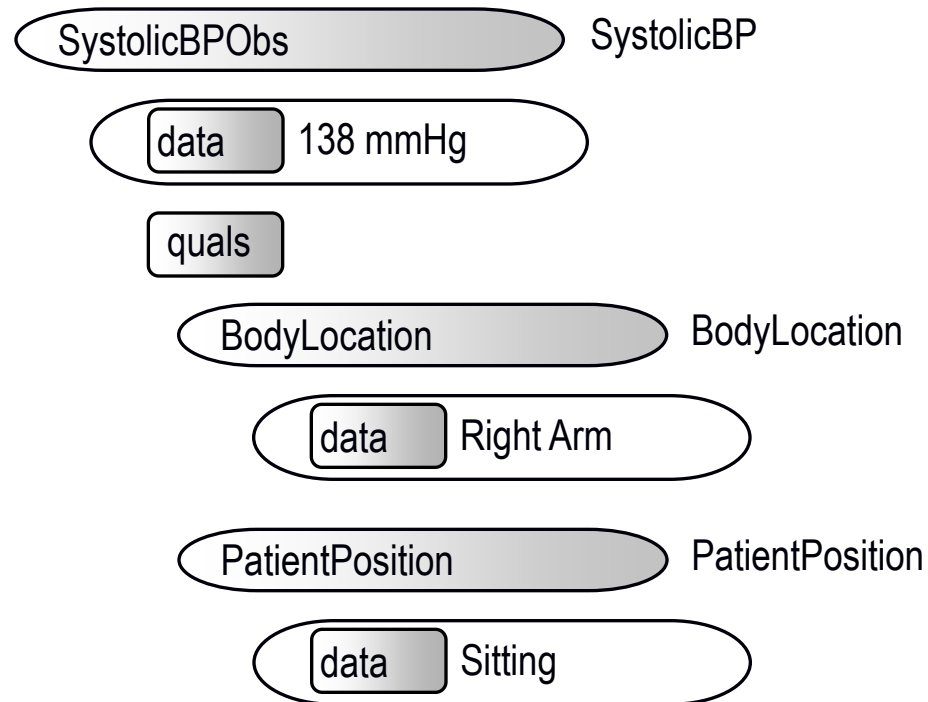 SystolicBPObs SystolicBP
data 138 mmHg
quals
BodyLocation BodyLocation
data Right Arm
PatientPosition PatientPosition
data Sitting